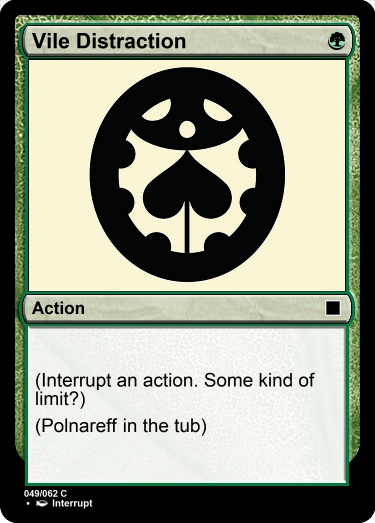 Vile Distraction
Action
(Interrupt an action. Some kind of
limit?)
(Polnareff in the tub)
049/062 C
• Interrupt